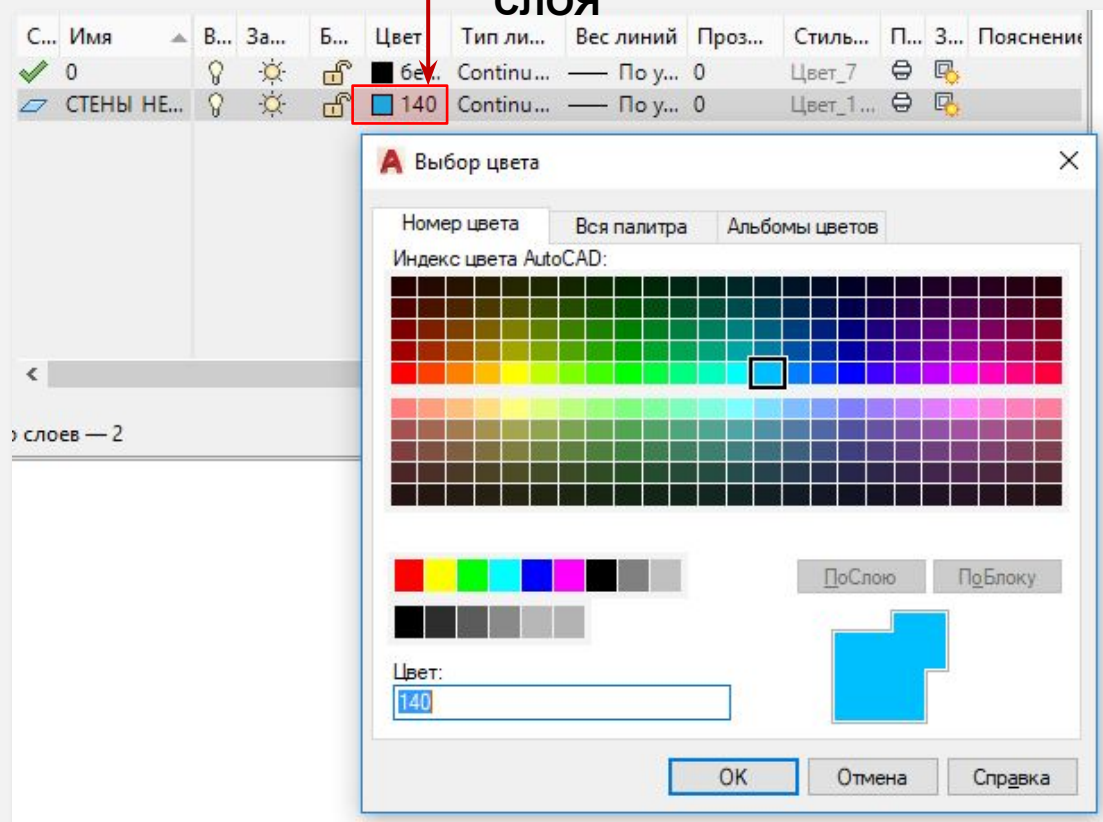 СЛОЯ
С... Имя В... За... Б... Цвет Тип ли... Вес линий Проз... Стиль... П... З... Пояснение
0 бе... Continu... По у... 0 Цвет_7
СТЕНЫ НЕ... 140 Continu... По у... 0 Цвет_1...
Выбор цвета
Номер цвета Вся палитра Альбомы цветов
Индекс цвета AutoCAD:
слоев — 2
ПоСлою ПоБлоку
Цвет:
140
OK Отмена Справка